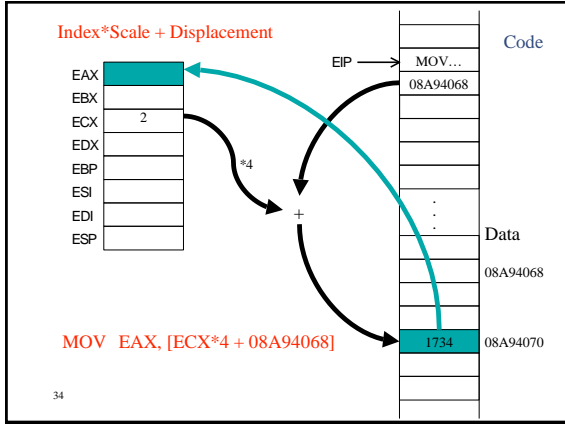 Index*Scale + Displacement
Code
EIP
MOV…
08A94068
EAX
EBX
ECX 2
EDX
EBP
ESI
EDI
ESP
*4
+
.
.
.
Data
08A94068
MOV EAX, [ECX*4 + 08A94068]
1734
08A94070
34